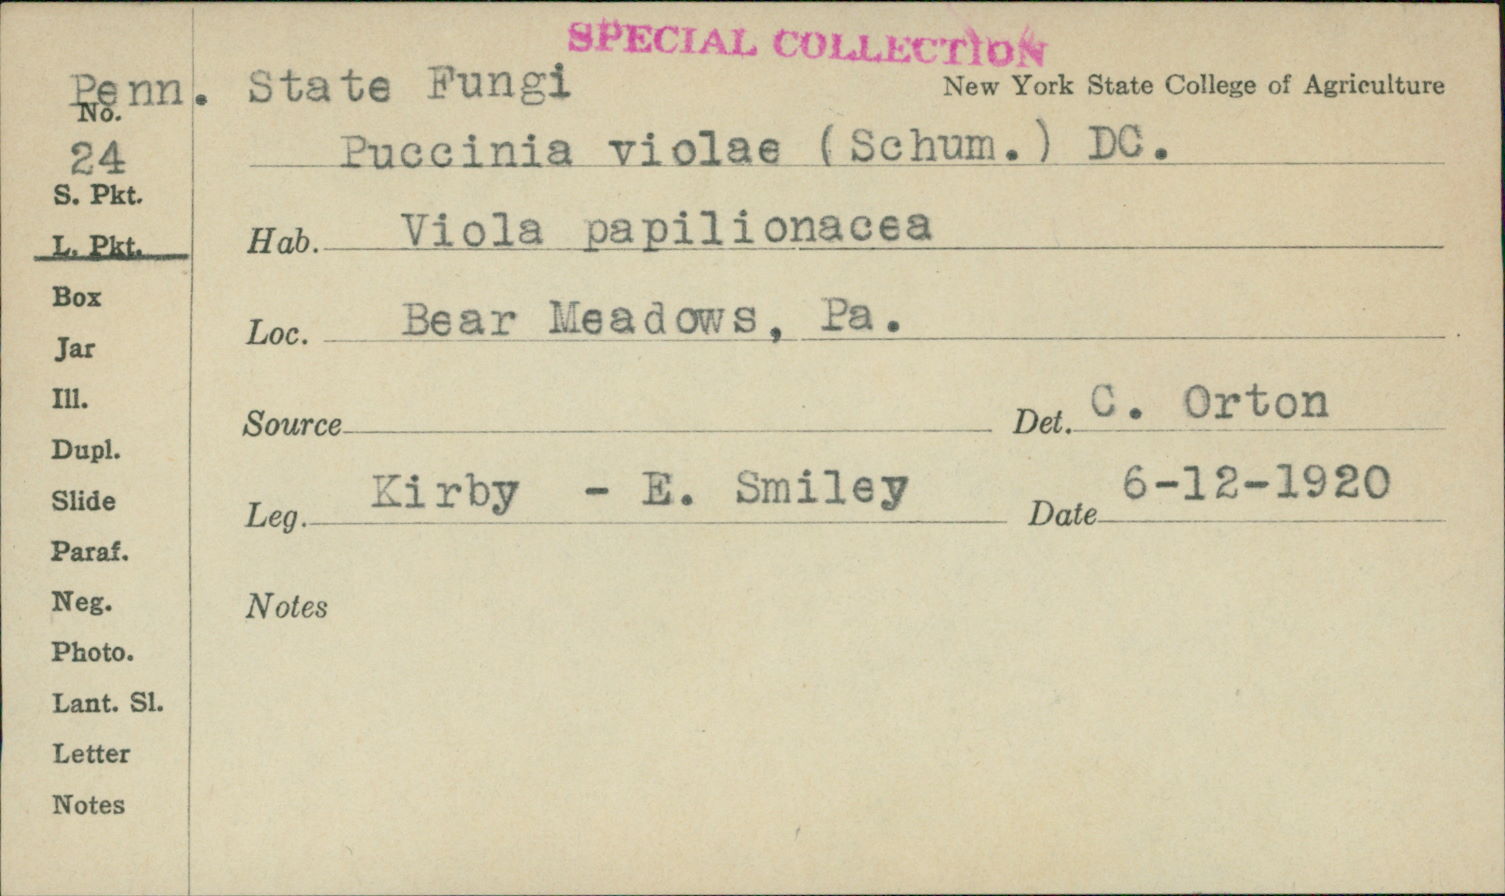 SPECIAL COLLECTION
Penn. State Fungi
New York State College of Agriculture
No.
24
Puccinia violae (Schum.) DC.
S. Pkt.
L. Pkt.
Hab. Viola papilionacea
Box
Loc. Bear Meadows, Pa.
Jar
Ill.
Source
Det. C. Orton
Dupl.
Slide
Leg. Kirby - E. Smiley
Date 6-12-1920
Paraf.
Neg.
Notes
Photo.
Lant. Sl.
Letter
Notes